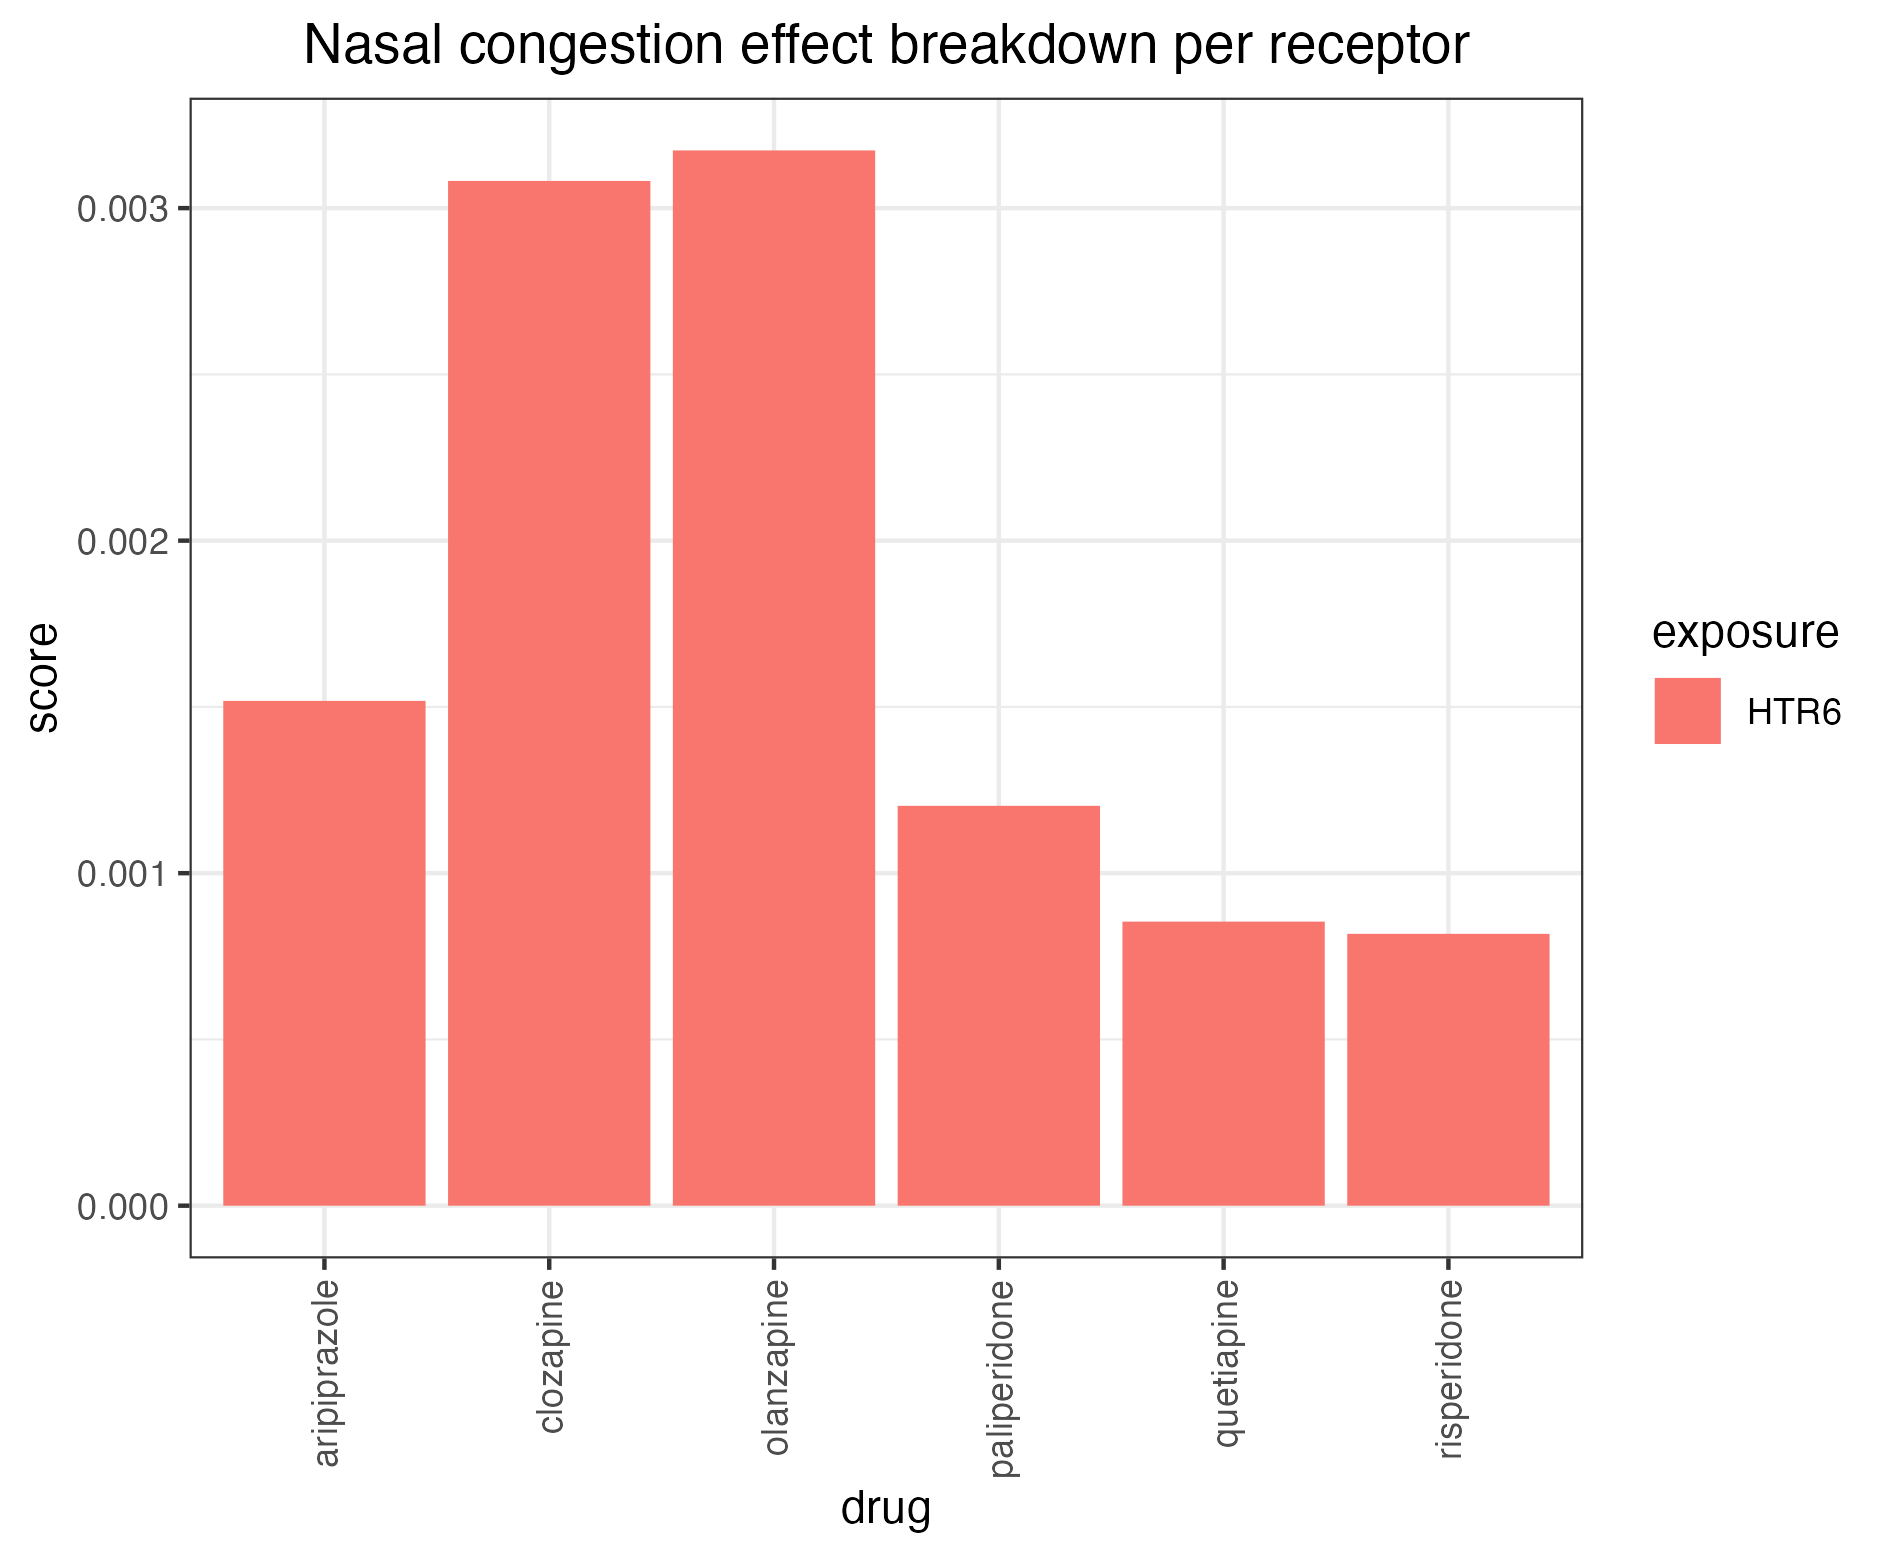 Nasal congestion effect breakdown per receptor
score
0.003
0.002
0.001
0.000
aripiprazole
clozapine
olanzapine
paliperidone
quetiapine
risperidone
drug
exposure
HTR6